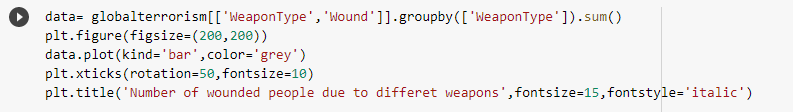 data= globalterrorism[['WeaponType','Wound']].groupby(['WeaponType']).sum()
plt.figure(figsize=(200,200))
data.plot(kind='bar',color='grey')
plt.xticks(rotation=50,fontsize=10)
plt.title('Number of wounded people due to differet weapons',fontsize=15,fontstyle='italic')